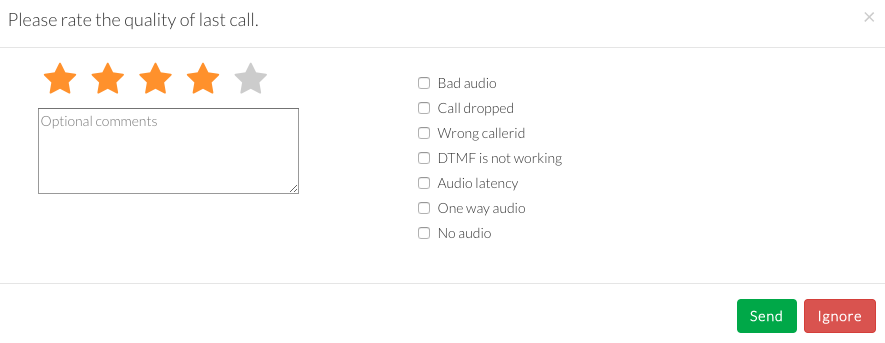 Please rate the quality of last call.
×
Optional comments
Bad audio
Call dropped
Wrong callerid
DTMF is not working
Audio latency
One way audio
No audio
Send
Ignore